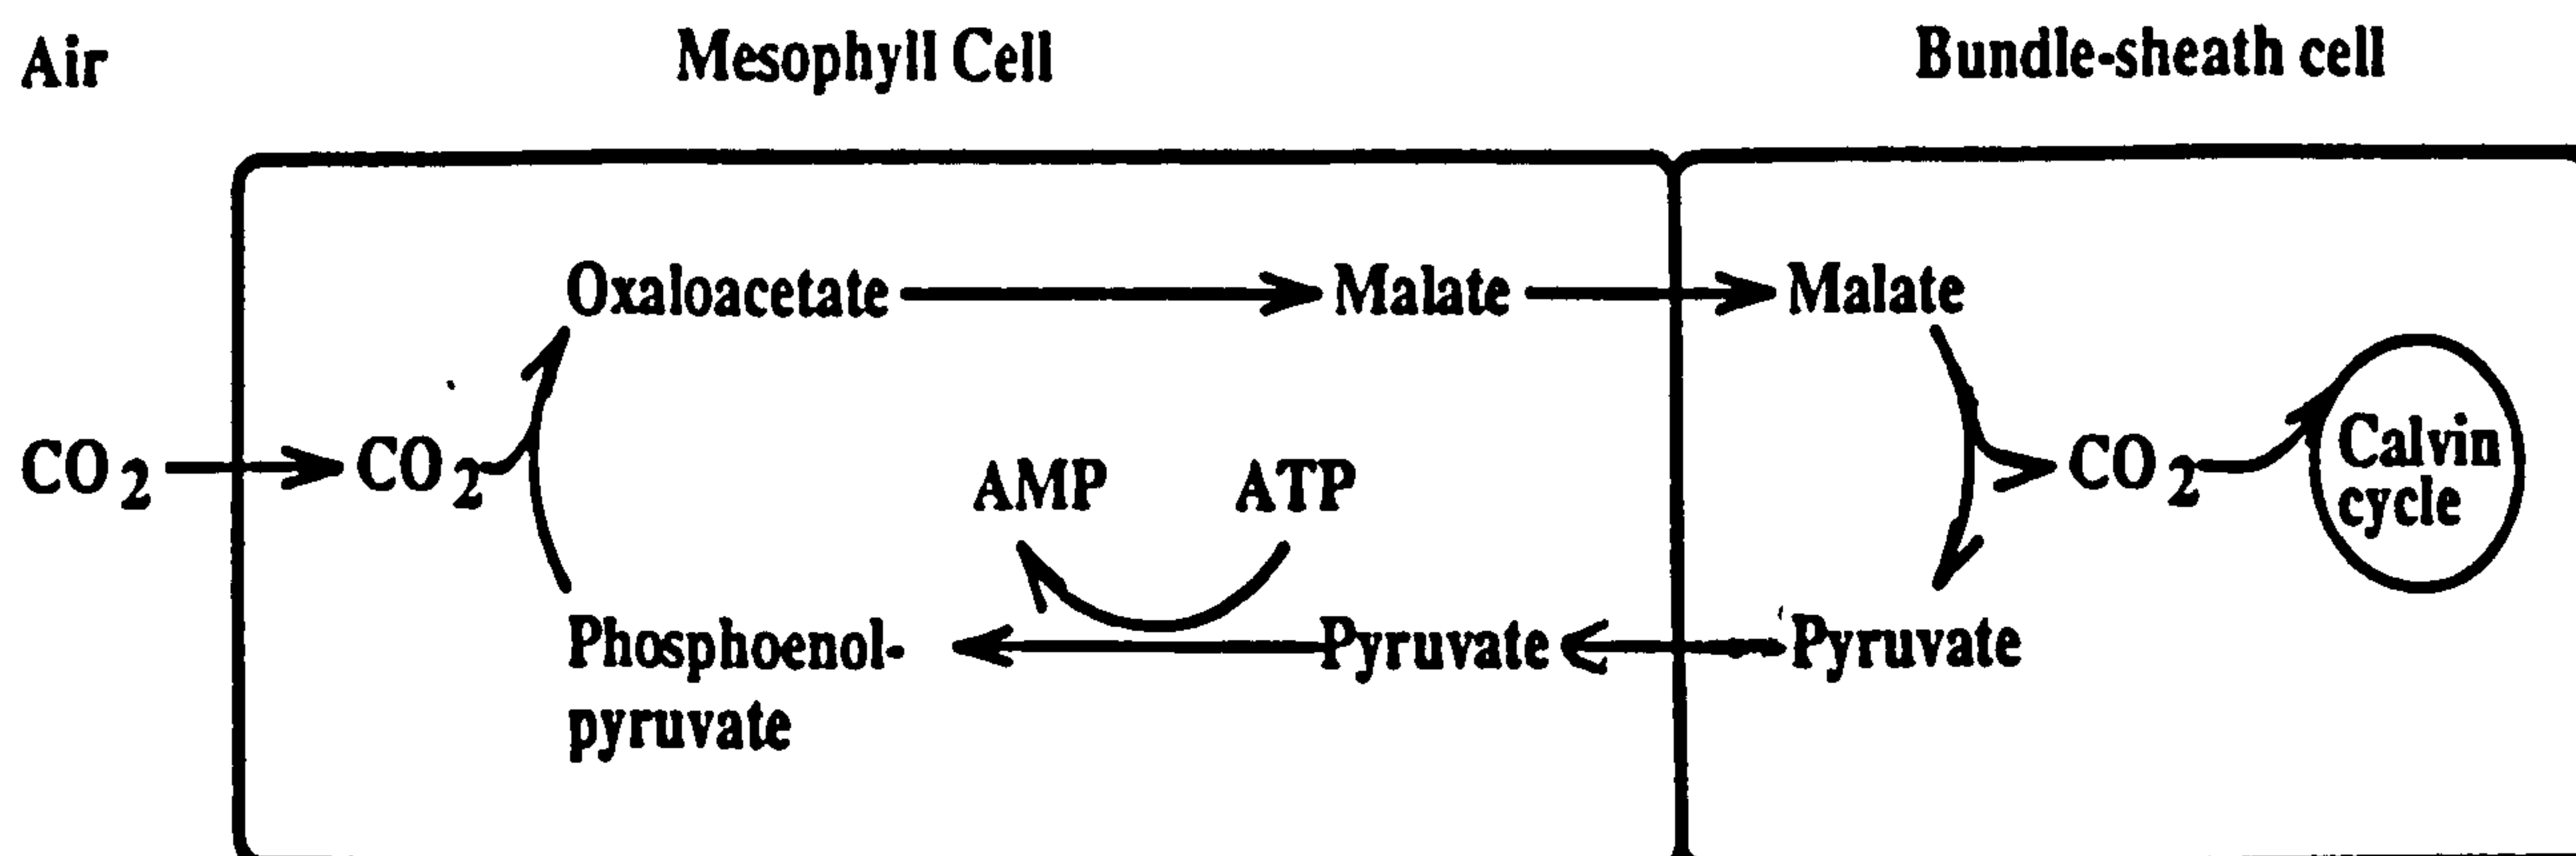 Air
Mesophyll Cell
Bundle-sheath cell
Oxaloacetate
Malate
Malate
CO2
CO2
AMP
ATP
CO2
Calvin
cycle
Phosphoenol-
pyruvate
Pyruvate
Pyruvate